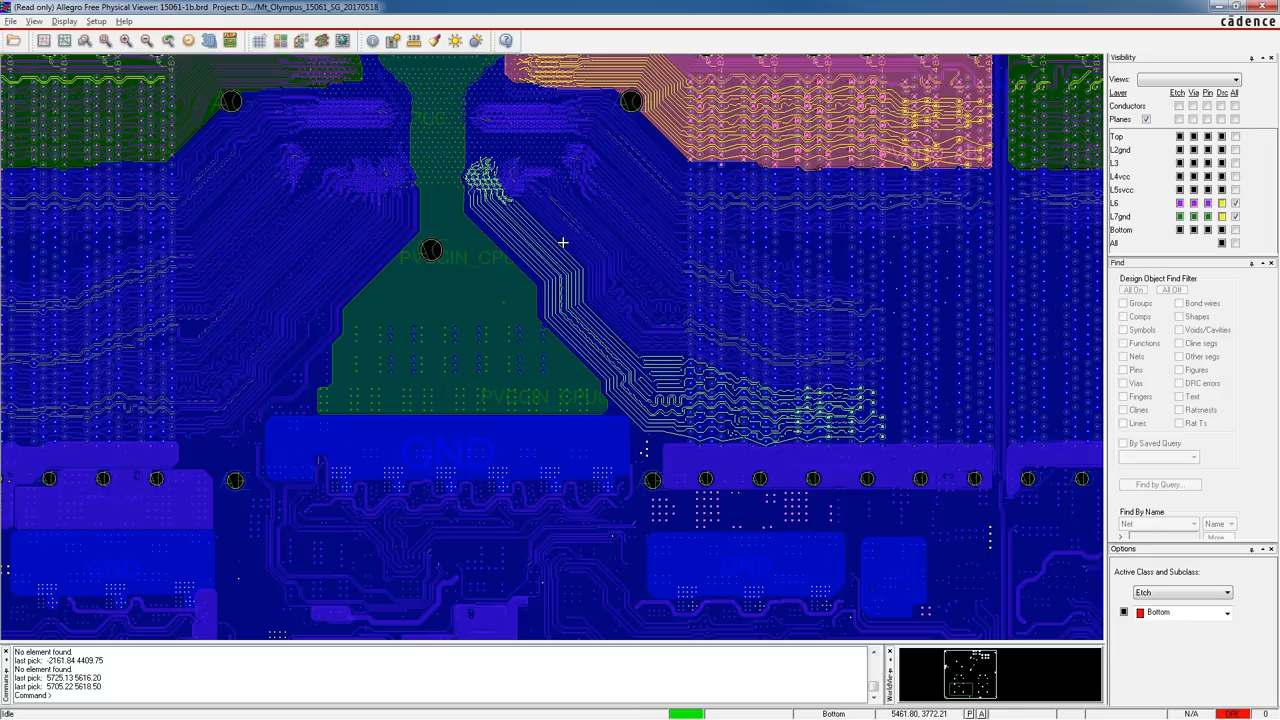 (Read only) Allegro Free Physical Viewer: 15061-1b.brd Project: D:.../Mt_Olympus_15061_SG_20170518
File View Display Setup Help
cādence
Visibility
Views:
Layer Etch Via Pin Drc All
Conductors
Planes
Top
L2gnd
L3
L4vcc
L5svcc
L6
L7gnd
Bottom
All
Find
Design Object Find Filter
All On All Off
Groups Bond wires
Comps Shapes
Symbols Voids/Cavities
Functions Cline segs
Nets Other segs
Pins Figures
Vias DRC errors
Fingers Text
Clines Ratsnests
Lines Rat Ts
By Saved Query
Find by Query...
Find By Name
Net Name
> More...
Options
Active Class and Subclass:
Etch
Bottom
GND
No element found.
last pick: -2161.84 4409.75
No element found.
last pick: 5725.13 5616.20
last pick: 5705.22 5618.50
Command >
WorldView
Idle Bottom 5461.80, 3772.21 P A N/A DRC 0